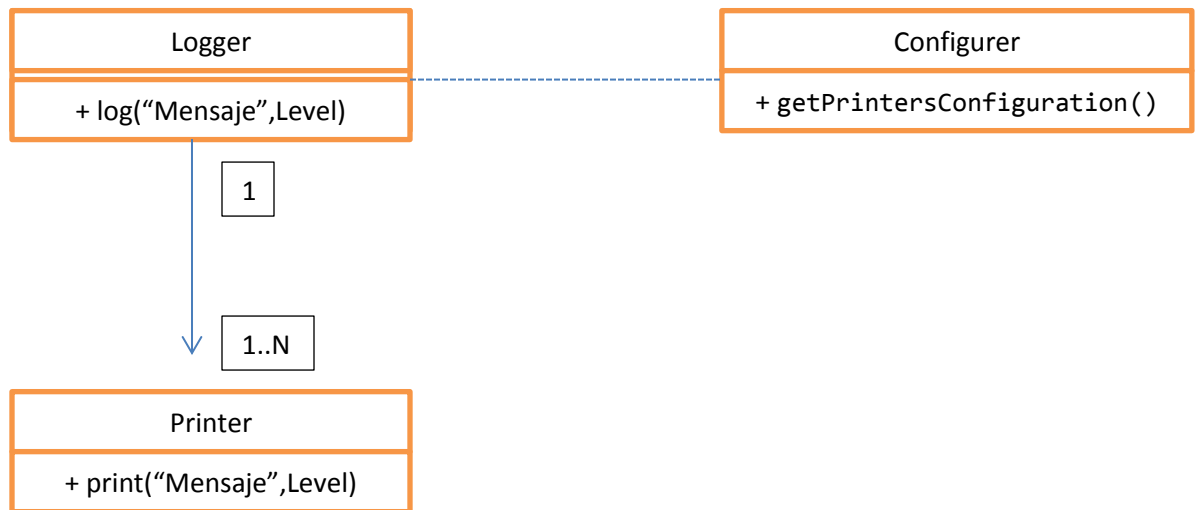 Logger
+ log(“Mensaje”,Level)
Configurer
+ getPrintersConfiguration()
1
1..N
Printer
+ print(“Mensaje”,Level)